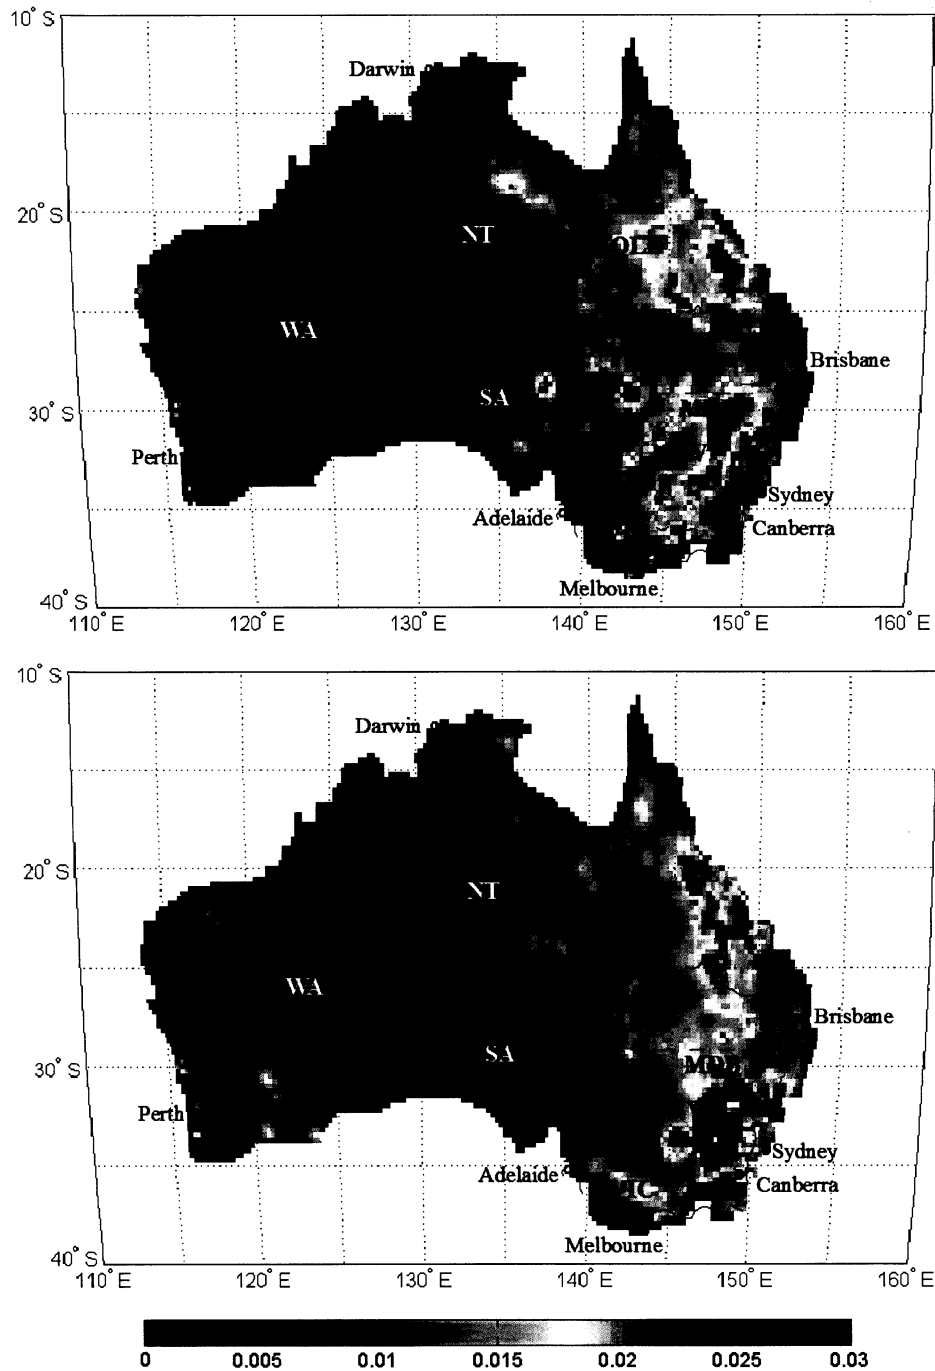 10° S
Darwin
20° S
NT
WA
Brisbane
SA
30° S
Perth
Sydney
Adelaide
Canberra
Melbourne
40° S
110° E 120° E 130° E 140° E 150° E 160° E
10° S
Darwin
20° S
NT
WA
Brisbane
SA
MDB
30° S
Perth
Sydney
Adelaide
Canberra
Melbourne
40° S
110° E 120° E 130° E 140° E 150° E 160° E
0 0.005 0.01 0.015 0.02 0.025 0.03